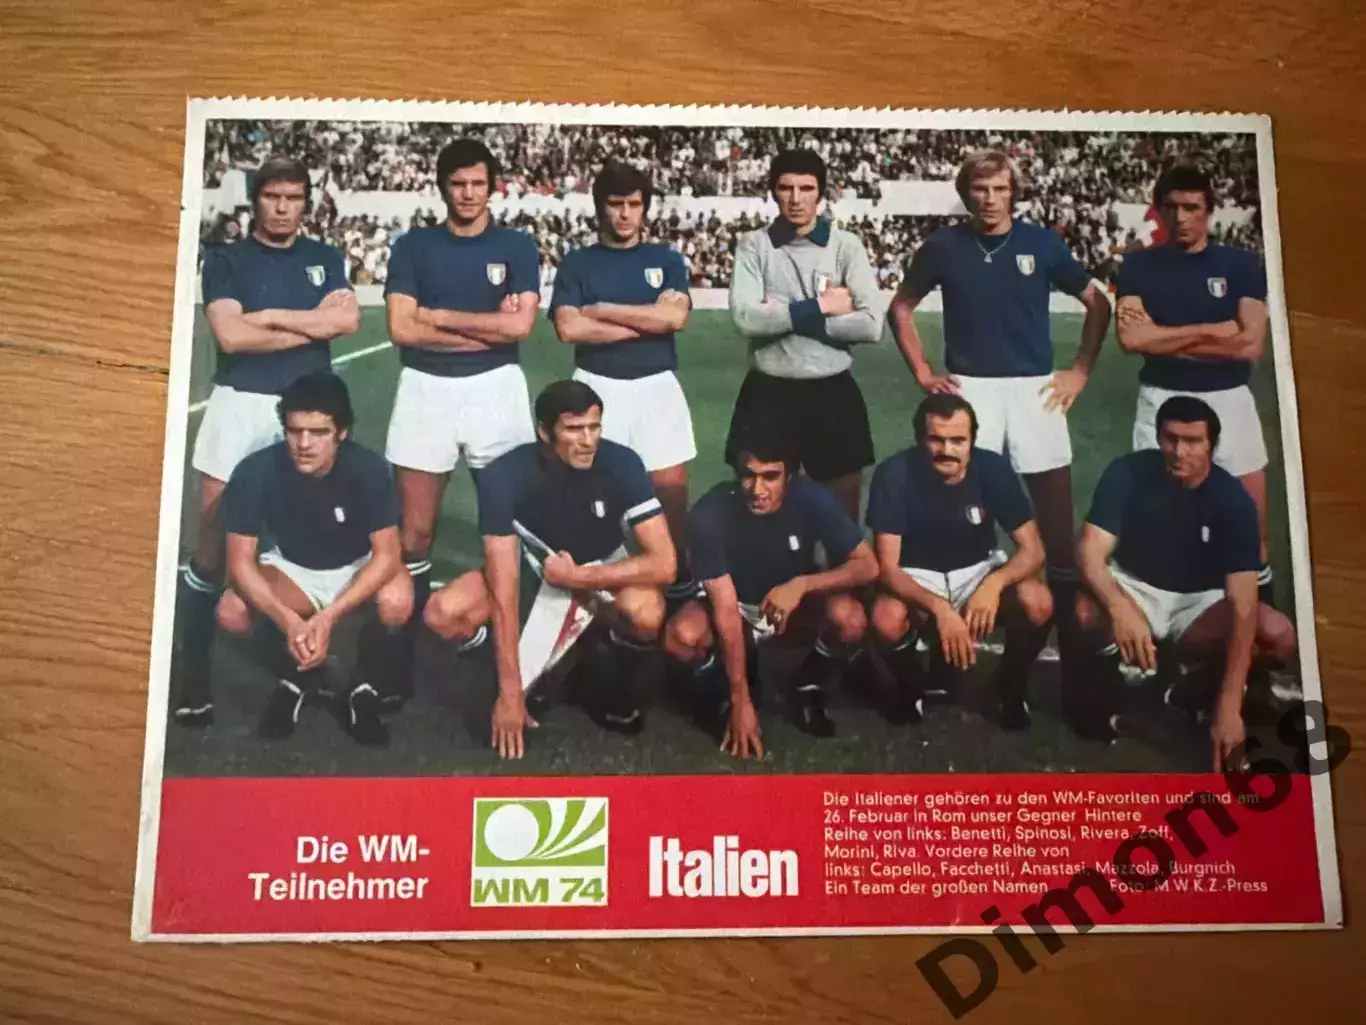 Die WM-
Teilnehmer
WM 74
Italien
Die Italiener gehören zu den WM-Favoriten und sind am
26. Februar in Rom unser Gegner Hintere
Reihe von links: Benetti, Spinosi, Rivera. Zoff,
Morini, Riva. Vordere Reihe von
links: Capello, Facchetti, Anastasi, Mazzola, Burgnich
Ein Team der großen Namen
Foto: M W K.Z.-Press
Dimon68